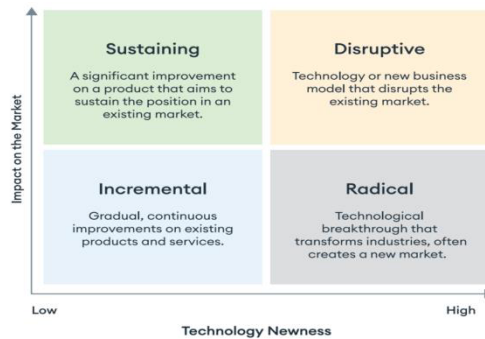 Impact on the Market
Sustaining
A significant improvement
on a product that aims to
sustain the position in an
existing market.
Disruptive
Technology or new business
model that disrupts the
existing market.
Incremental
Gradual, continuous
improvements on existing
products and services.
Radical
Technological
breakthrough that
transforms industries, often
creates a new market.
Low
High
Technology Newness